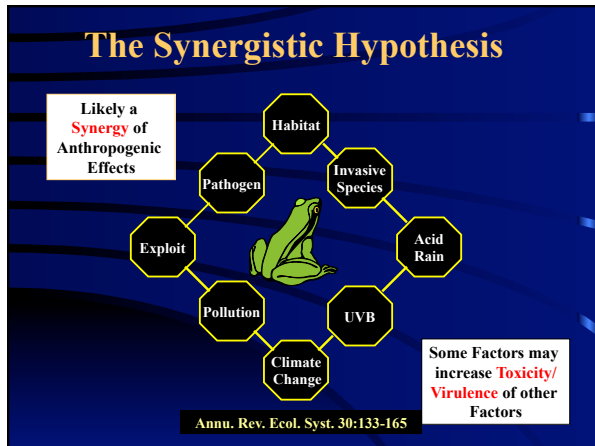 The Synergistic Hypothesis
Likely a
Synergy of
Anthropogenic
Effects
Habitat
Pathogen
Invasive
Species
Exploit
Acid
Rain
Pollution
UVB
Climate
Change
Some Factors may
increase Toxicity/
Virulence of other
Factors
Annu. Rev. Ecol. Syst. 30:133-165